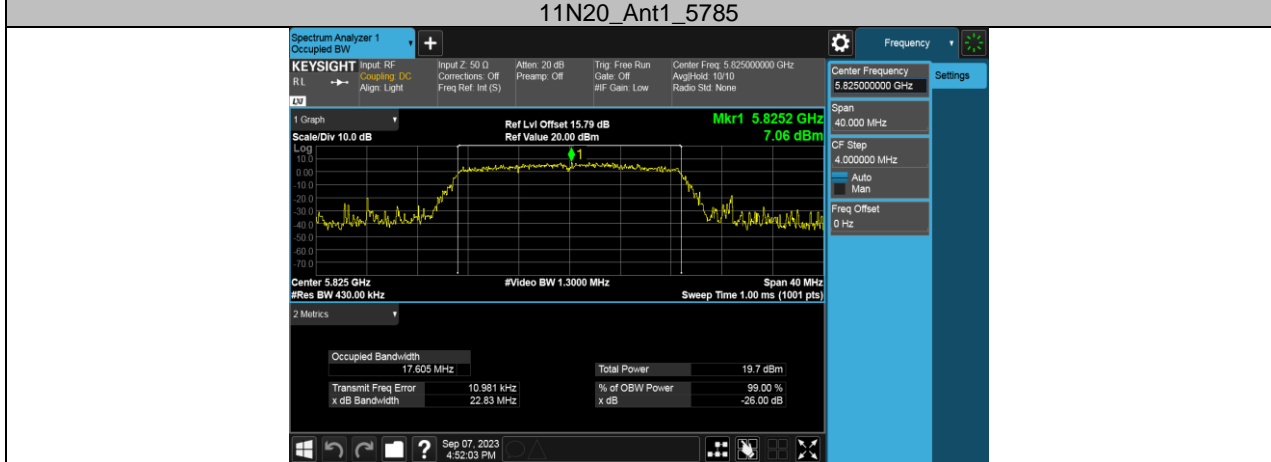 11N20_Ant1_5785
Spectrum Analyzer 1
Occupied BW
+
Frequency
KEYSIGHT
RL
LXI
Input: RF
Coupling: DC
Align: Light
Input Z: 50 Ω
Corrections: Off
Freq Ref: Int (S)
Atten: 20 dB
Preamp: Off
Trig: Free Run
Gate: Off
#IF Gain: Low
Center Freq: 5.825000000 GHz
Avg|Hold: 10/10
Radio Std: None
Center Frequency
5.825000000 GHz
Settings
Span
40.000 MHz
CF Step
4.000000 MHz
Auto
Man
Freq Offset
0 Hz
1 Graph
Scale/Div 10.0 dB
Ref Lvl Offset 15.79 dB
Ref Value 20.00 dBm
Mkr1 5.8252 GHz
7.06 dBm
Log
10.0
0.00
-10.0
-20.0
-30.0
-40.0
-50.0
-60.0
-70.0
1
Center 5.825 GHz
#Video BW 1.3000 MHz
Span 40 MHz
#Res BW 430.00 kHz
Sweep Time 1.00 ms (1001 pts)
2 Metrics
Occupied Bandwidth
17.605 MHz
Total Power 19.7 dBm
Transmit Freq Error 10.981 kHz
% of OBW Power 99.00 %
x dB Bandwidth 22.83 MHz
x dB -26.00 dB
?
Sep 07, 2023
4:52:03 PM